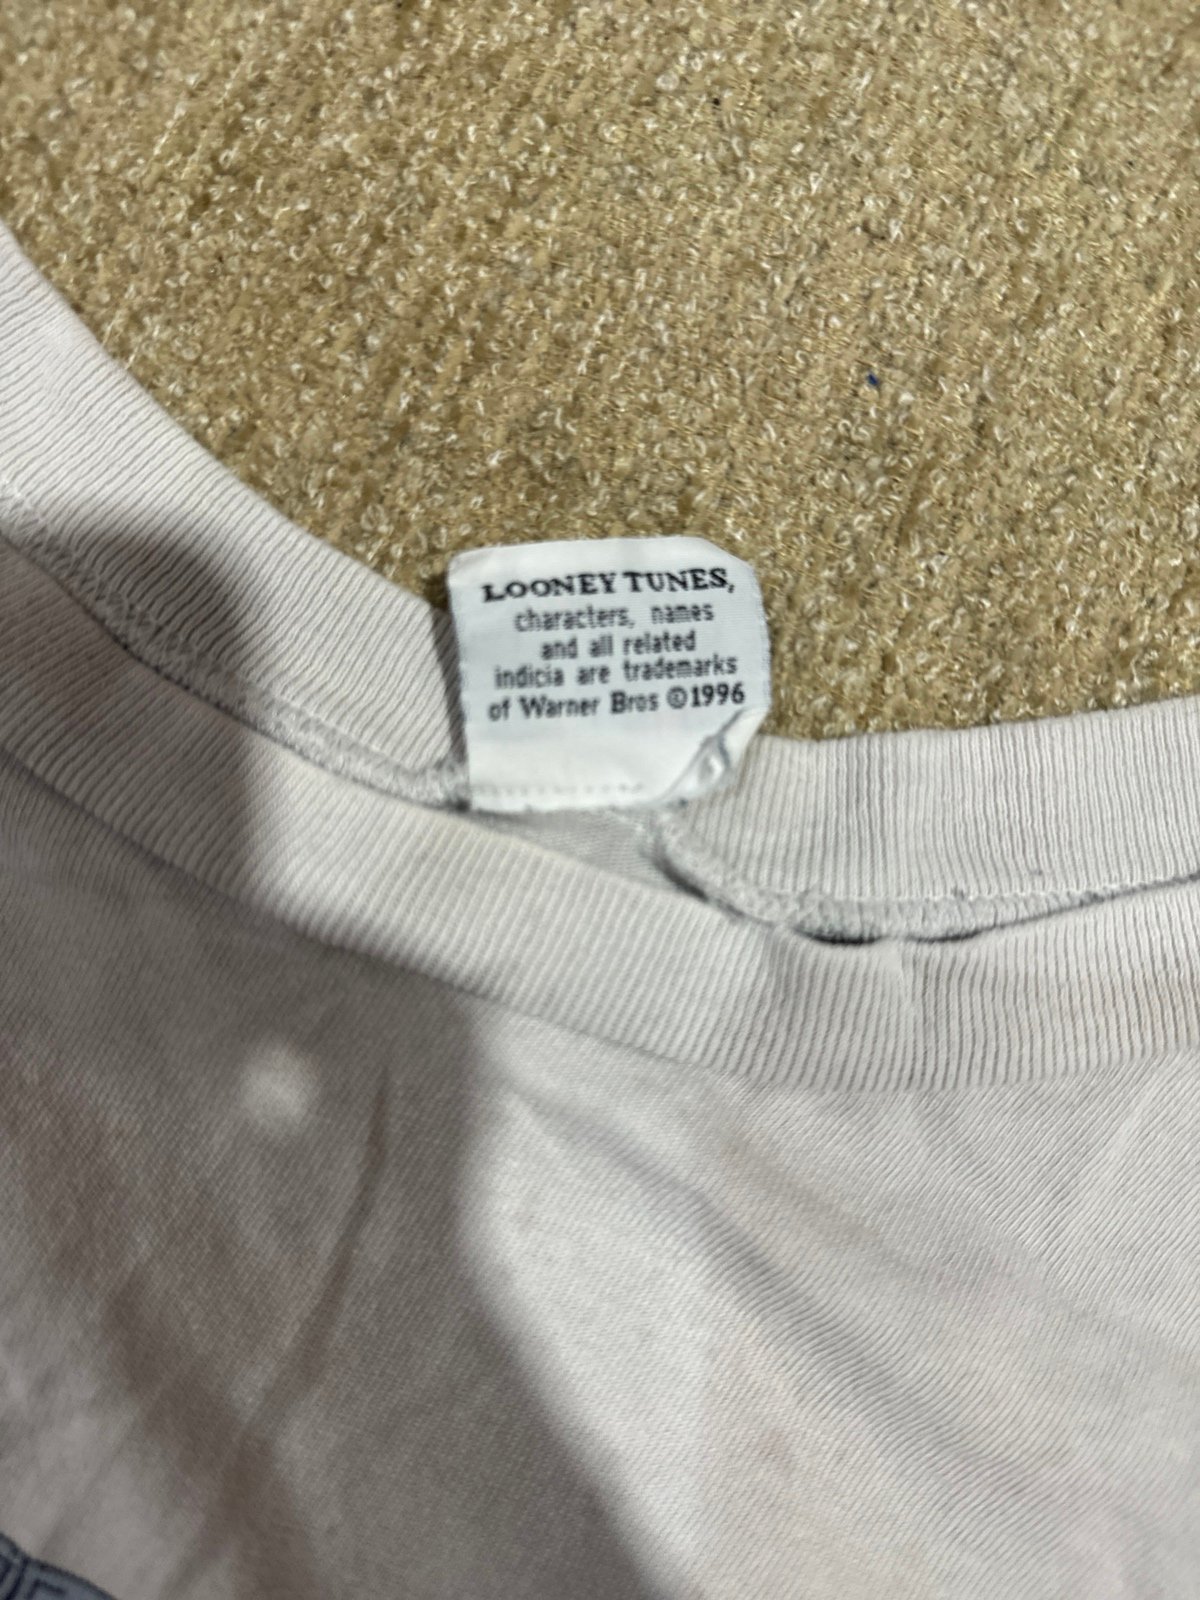 LOONEY TUNES,
characters, names
and all related
indicia are trademarks
of Warner Bros ©1996